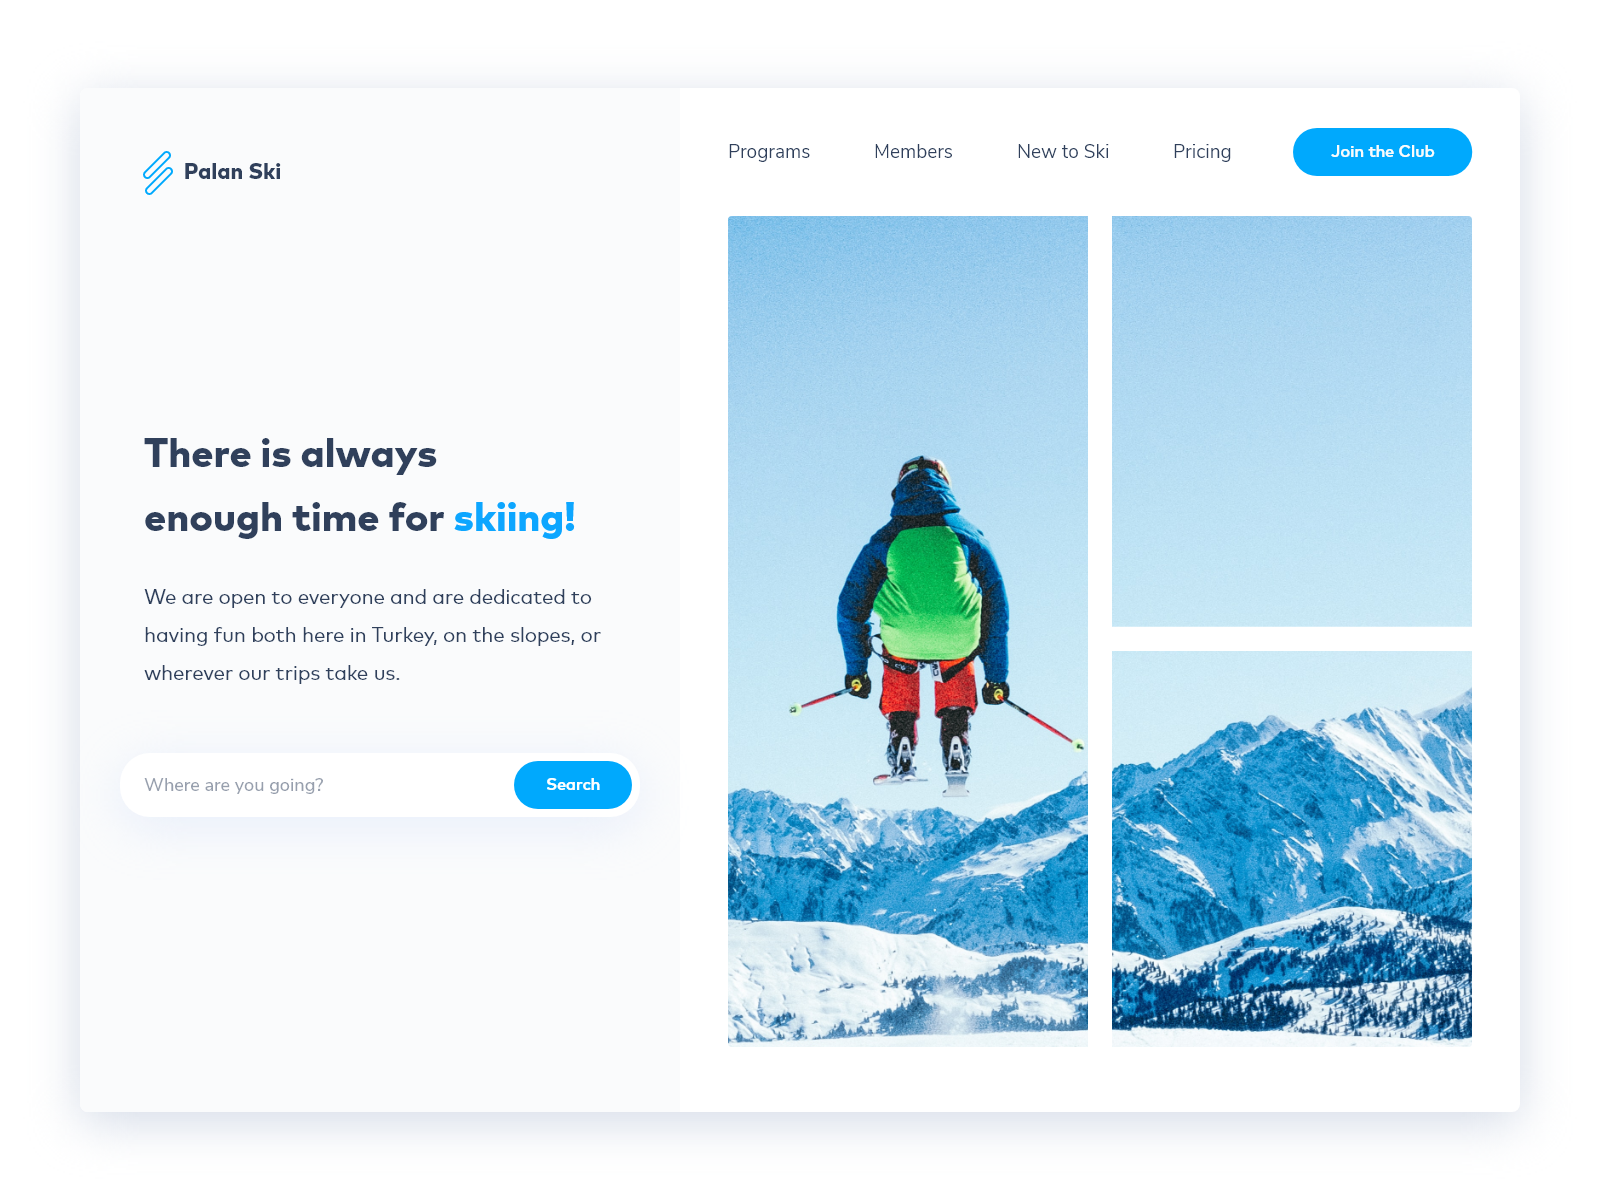 Palan Ski
Programs
Members
New to Ski
Pricing
Join the Club
There is always
enough time for skiing!
We are open to everyone and are dedicated to
having fun both here in Turkey, on the slopes, or
wherever our trips take us.
Where are you going?
Search